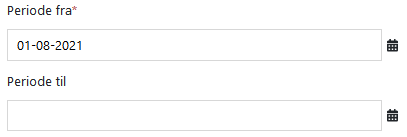 Periode fra*
01-08-2021
Periode til